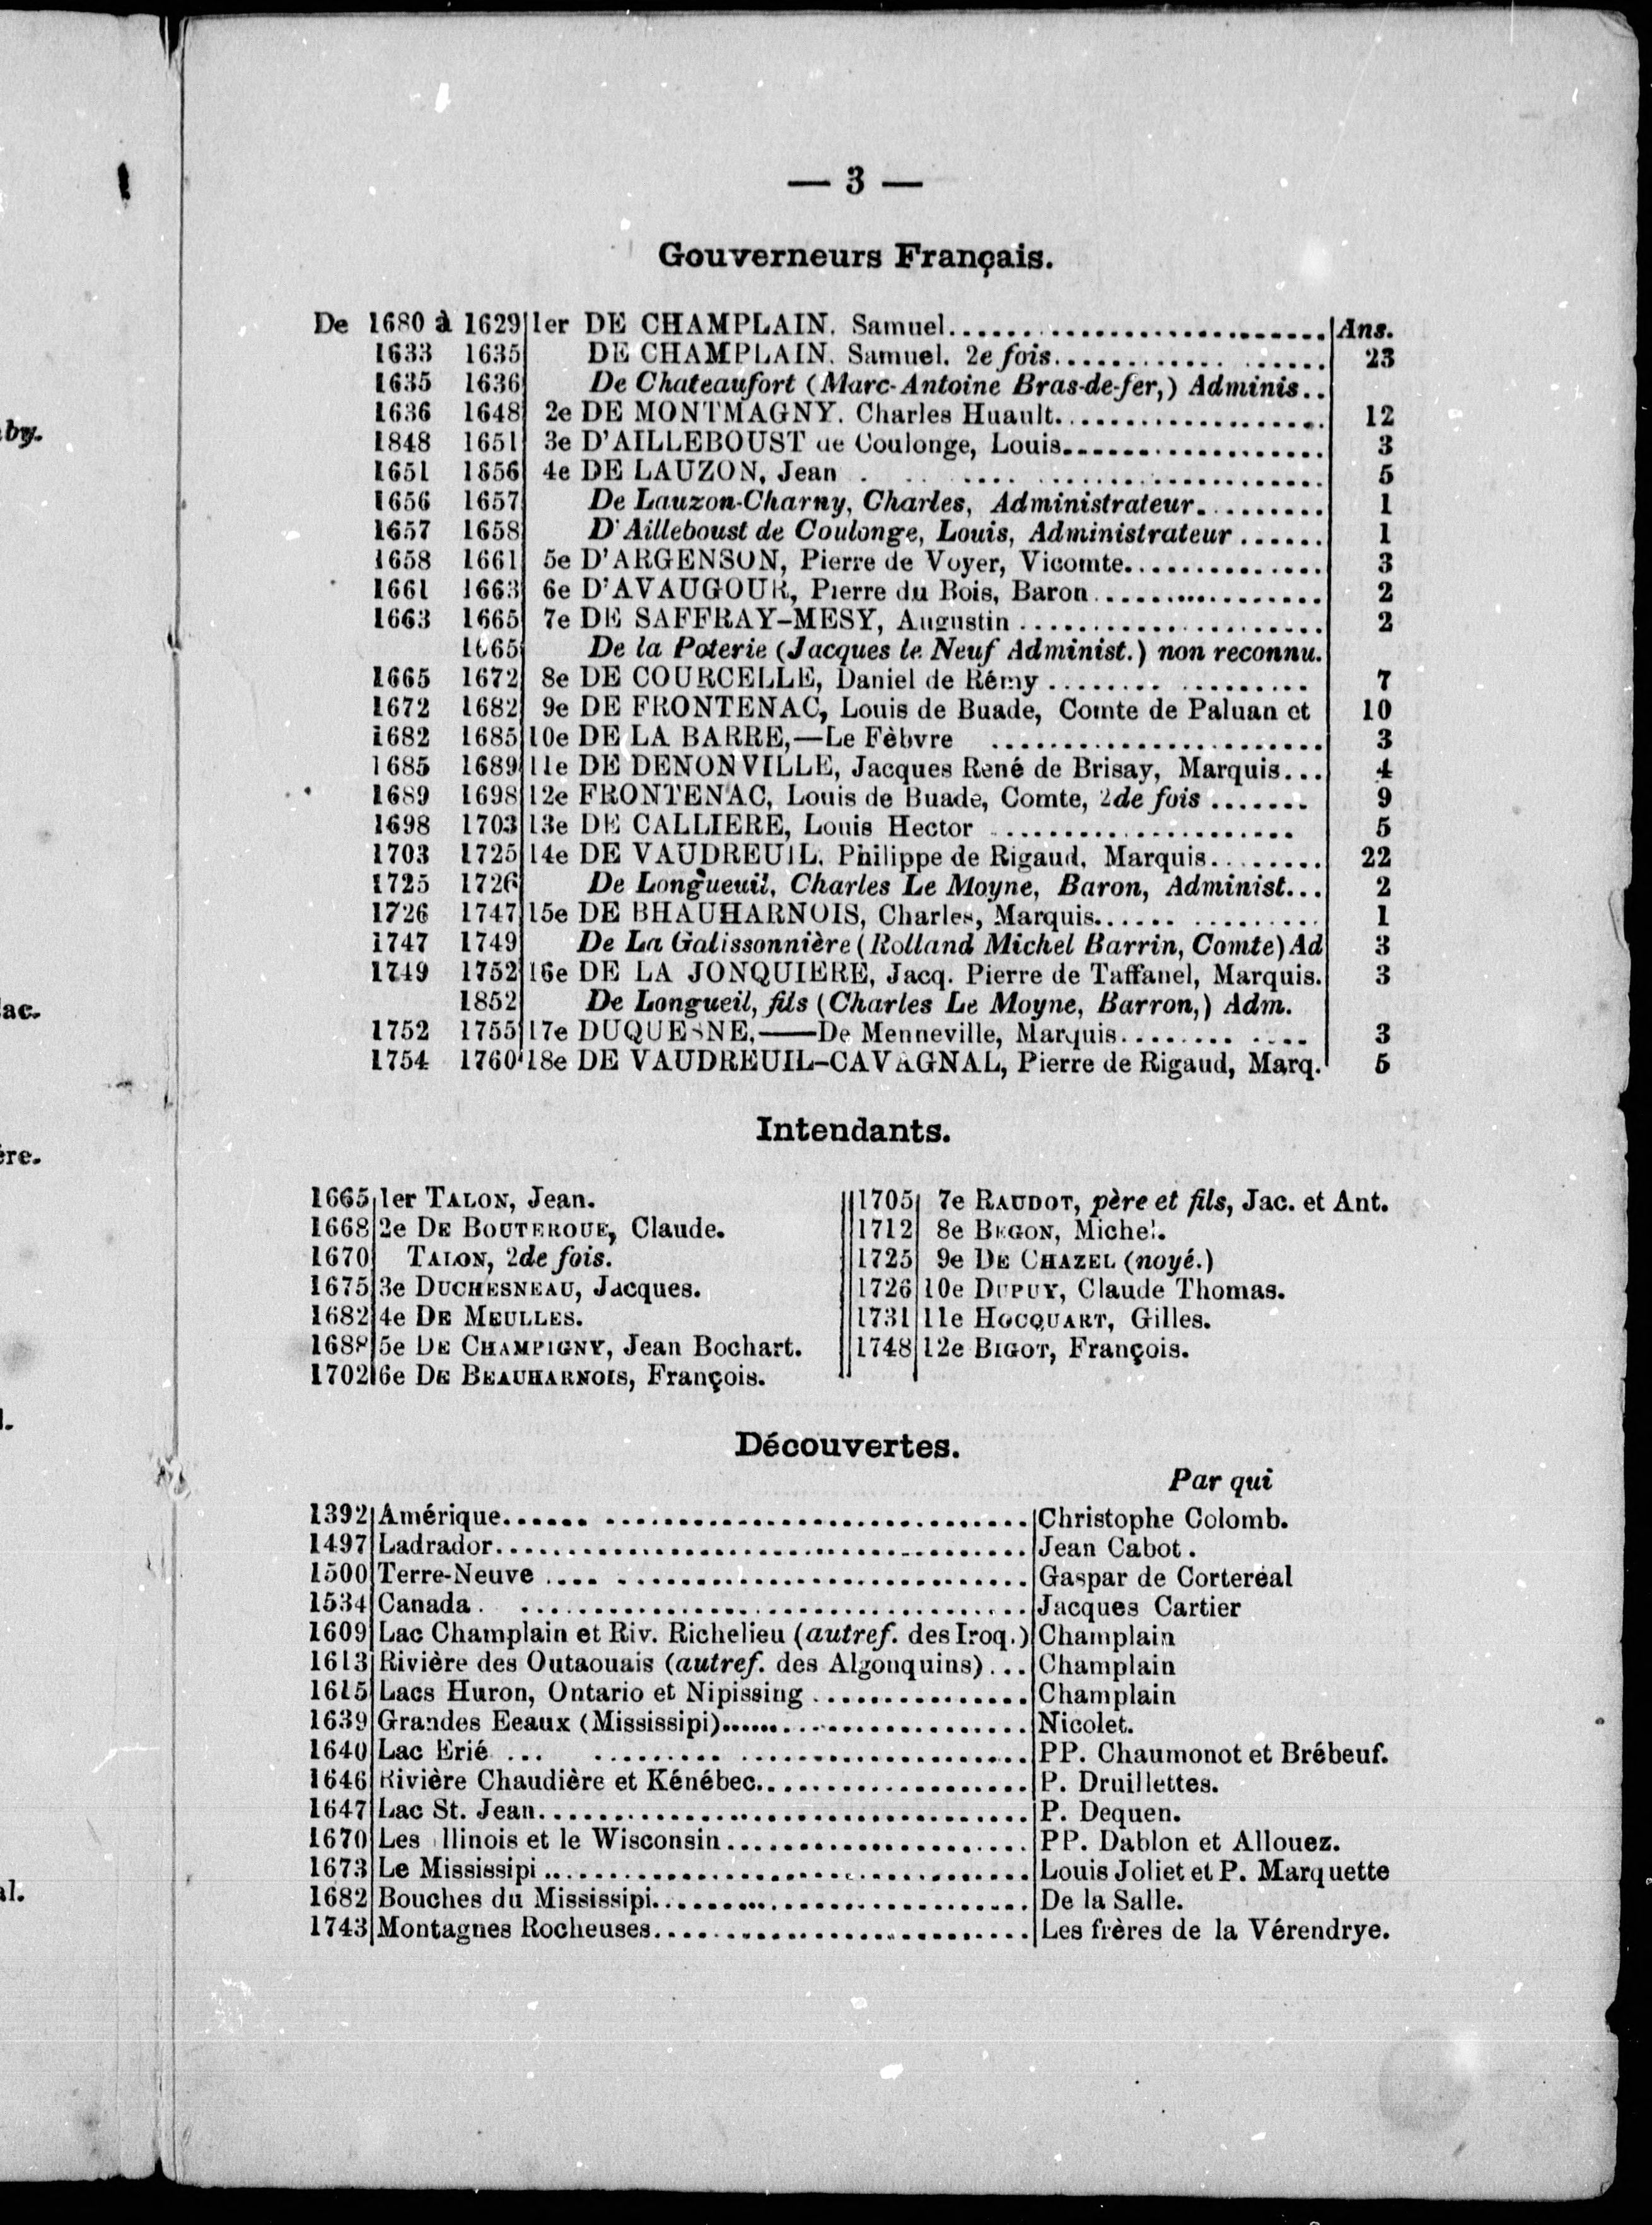 — 3 —
Gouverneurs Français.
De 1680 à 1629 1er DE CHAMPLAIN. Samuel.............................. Ans.
1633 1635 DE CHAMPLAIN. Samuel. 2e fois.................... 23
1635 1636 De Chateaufort (Marc-Antoine Bras-de-fer,) Adminis..
1636 1648 2e DE MONTMAGNY. Charles Huault.................... 12
1848 1651 3e D'AILLEBOUST de Coulonge, Louis.................. 3
1651 1656 4e DE LAUZON, Jean .............................. 5
1656 1657 De Lauzon-Charny, Charles, Administrateur......... 1
1657 1658 D'Ailleboust de Coulonge, Louis, Administrateur ...... 1
1658 1661 5e D'ARGENSON, Pierre de Voyer, Vicomte.............. 3
1661 1663 6e D'AVAUGOUR, Pierre du Bois, Baron................ 2
1663 1665 7e DE SAFFRAY-MESY, Augustin ..................... 2
1665 De la Poterie (Jacques le Neuf Administ.) non reconnu.
1665 1672 8e DE COURCELLE, Daniel de Rémy ................. 7
1672 1682 9e DE FRONTENAC, Louis de Buade, Comte de Paluan et 10
1682 1685 10e DE LA BARRE,—Le Fèbvre ....................... 3
1685 1689 11e DE DENONVILLE, Jacques René de Brisay, Marquis... 4
1689 1698 12e FRONTENAC, Louis de Buade, Comte, 2de fois ....... 9
1698 1703 13e DE CALLIERE, Louis Hector ..................... 5
1703 1725 14e DE VAUDREUIL, Philippe de Rigaud, Marquis........ 22
1725 1726 De Longueuil, Charles Le Moyne, Baron, Administ... 2
1726 1747 15e DE BHAUHARNOIS, Charles, Marquis............... 1
1747 1749 De La Galissonnière (Rolland Michel Barrin, Comte) Ad 3
1749 1752 16e DE LA JONQUIERE, Jacq. Pierre de Taffanel, Marquis. 3
1852 De Longueil, fils (Charles Le Moyne, Barron,) Adm.
1752 1755 17e DUQUESNE,——De Menneville, Marquis............ 3
1754 1760 18e DE VAUDREUIL-CAVAGNAL, Pierre de Rigaud, Marq. 5
Intendants.
1665 1er TALON, Jean.
1668 2e DE BOUTEROUE, Claude.
1670 TALON, 2de fois.
1675 3e DUCHESNEAU, Jacques.
1682 4e DE MEULLES.
1688 5e DE CHAMPIGNY, Jean Bochart.
1702 6e DE BEAUHARNOIS, François.
1705 7e RAUDOT, père et fils, Jac. et Ant.
1712 8e BEGON, Michel.
1725 9e DE CHAZEL (noyé.)
1726 10e DUPUY, Claude Thomas.
1731 11e HOCQUART, Gilles.
1748 12e BIGOT, François.
Découvertes.
Par qui
1392 Amérique................................... Christophe Colomb.
1497 Ladrador................................... Jean Cabot.
1500 Terre-Neuve ................................ Gaspar de Corteréal
1534 Canada..................................... Jacques Cartier
1609 Lac Champlain et Riv. Richelieu (autref. des Iroq.) Champlain
1613 Rivière des Outaouais (autref. des Algonquins)... Champlain
1615 Lacs Huron, Ontario et Nipissing ............... Champlain
1639 Grandes Eeaux (Mississipi)..................... Nicolet.
1640 Lac Erié ................................... PP. Chaumonot et Brébeuf.
1646 Rivière Chaudière et Kénébec................... P. Druillettes.
1647 Lac St. Jean................................. P. Dequen.
1670 Les llinois et le Wisconsin..................... PP. Dablon et Allouez.
1673 Le Mississipi ................................ Louis Joliet et P. Marquette
1682 Bouches du Mississipi.......................... De la Salle.
1743 Montagnes Rocheuses.......................... Les frères de la Vérendrye.
by.
ac.
ère.
l.
al.